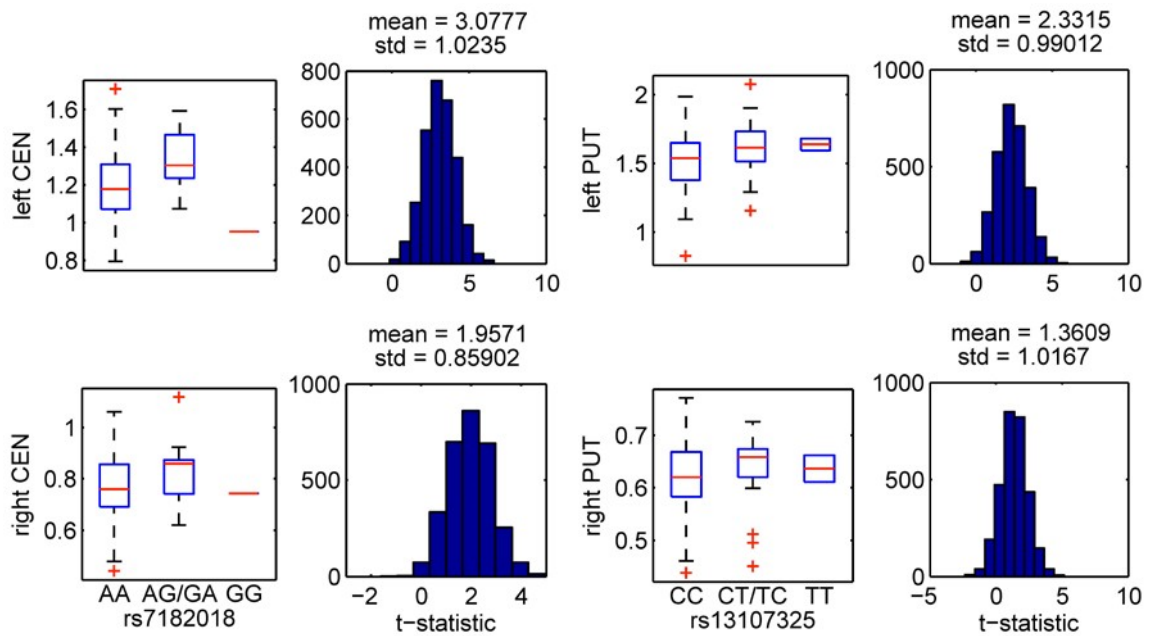 mean = 3.0777
std = 1.0235
mean = 2.3315
std = 0.99012
left CEN
1.6
1.4
1.2
1
0.8
800
600
400
200
0
0 5 10
left PUT
2
1.5
1
1000
500
0
0 5 10
mean = 1.9571
std = 0.85902
mean = 1.3609
std = 1.0167
right CEN
1
0.8
0.6
AA AG/GA GG
rs7182018
1000
500
0
−2 0 2 4
t−statistic
right PUT
0.7
0.6
0.5
CC CT/TC TT
rs13107325
1000
500
0
−5 0 5 10
t−statistic